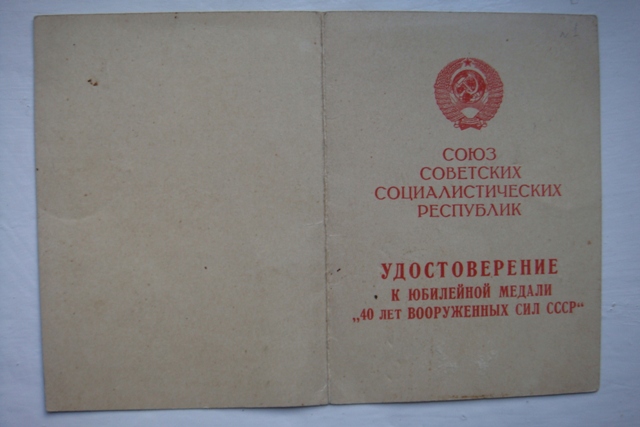 СОЮЗ
СОВЕТСКИХ
СОЦИАЛИСТИЧЕСКИХ
РЕСПУБЛИК
УДОСТОВЕРЕНИЕ
К ЮБИЛЕЙНОЙ МЕДАЛИ
„40 ЛЕТ ВООРУЖЕННЫХ СИЛ СССР“